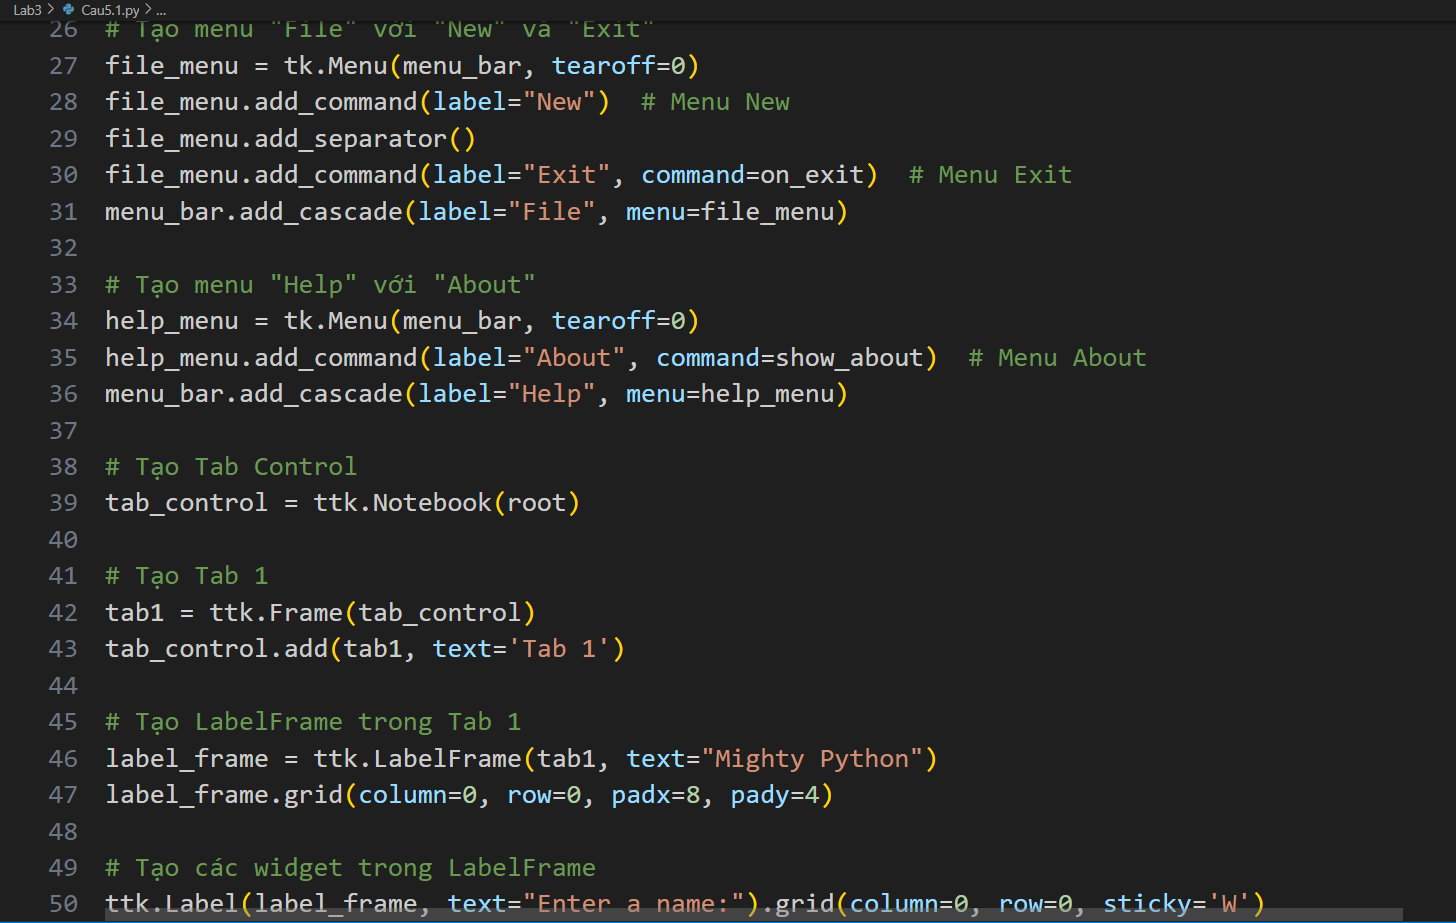 Lab3 > Cau5.1.py > ...
26 # Tạo menu "File" với "New" và "Exit"
27 file_menu = tk.Menu(menu_bar, tearoff=0)
28 file_menu.add_command(label="New")  # Menu New
29 file_menu.add_separator()
30 file_menu.add_command(label="Exit", command=on_exit)  # Menu Exit
31 menu_bar.add_cascade(label="File", menu=file_menu)
32
33 # Tạo menu "Help" với "About"
34 help_menu = tk.Menu(menu_bar, tearoff=0)
35 help_menu.add_command(label="About", command=show_about)  # Menu About
36 menu_bar.add_cascade(label="Help", menu=help_menu)
37
38 # Tạo Tab Control
39 tab_control = ttk.Notebook(root)
40
41 # Tạo Tab 1
42 tab1 = ttk.Frame(tab_control)
43 tab_control.add(tab1, text='Tab 1')
44
45 # Tạo LabelFrame trong Tab 1
46 label_frame = ttk.LabelFrame(tab1, text="Mighty Python")
47 label_frame.grid(column=0, row=0, padx=8, pady=4)
48
49 # Tạo các widget trong LabelFrame
50 ttk.Label(label_frame, text="Enter a name:").grid(column=0, row=0, sticky='W')